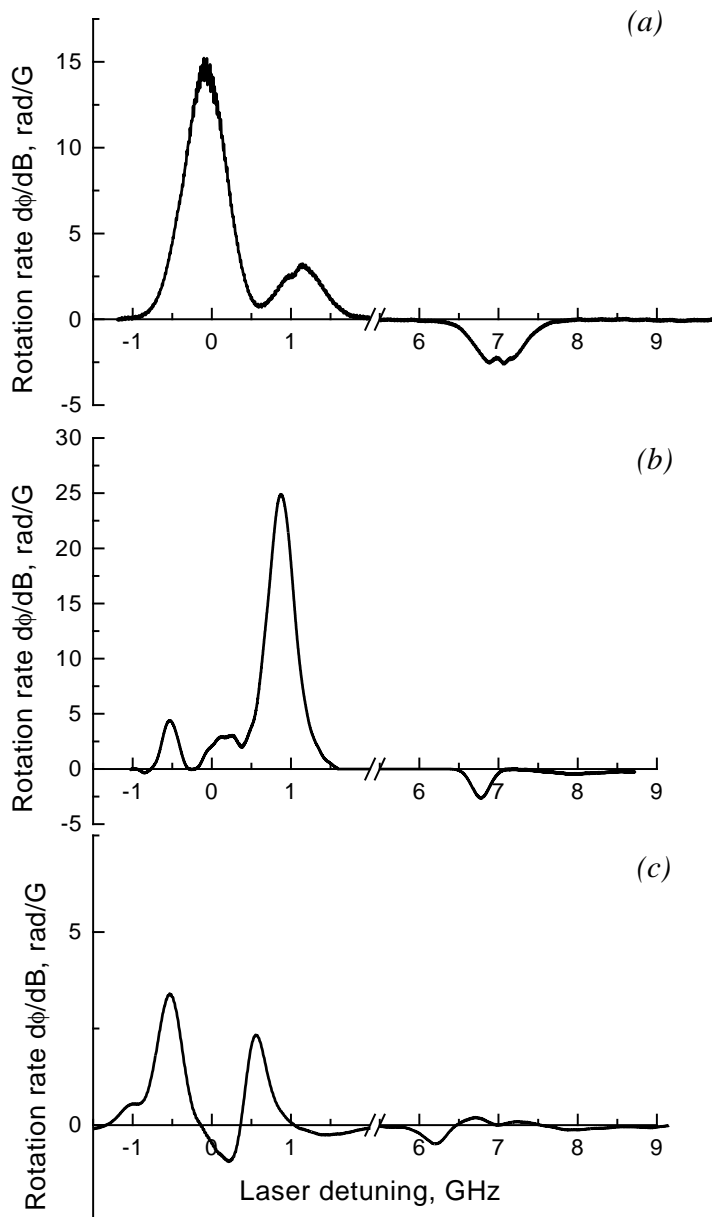 (a)
Rotation rate dϕ/dB, rad/G
15
10
5
0
-5
-1 0 1 6 7 8 9
(b)
Rotation rate dϕ/dB, rad/G
30
25
20
15
10
5
0
-5
-1 0 1 6 7 8 9
(c)
Rotation rate dϕ/dB, rad/G
5
0
-1 0 1 6 7 8 9
Laser detuning, GHz